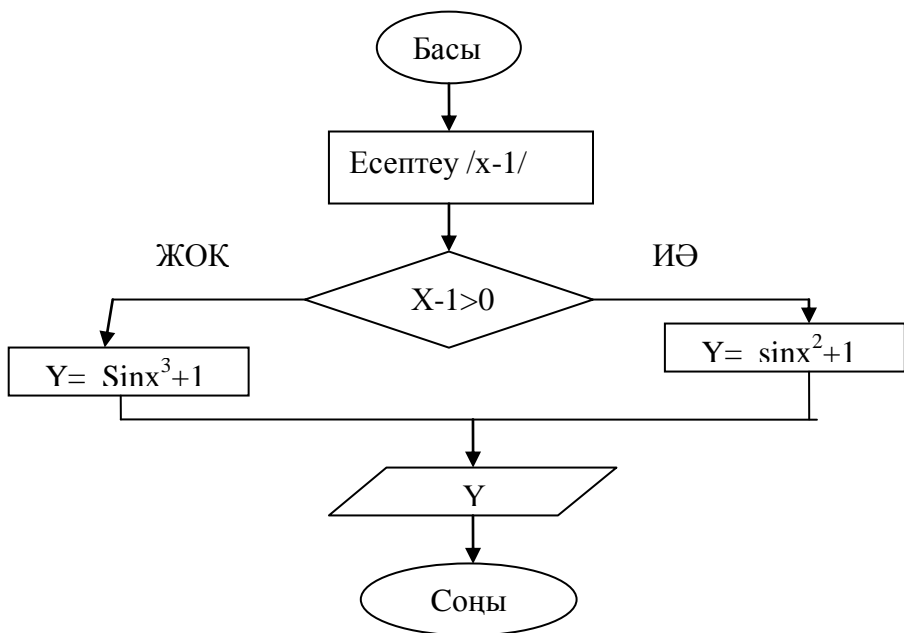 Басы
Есептеу /x-1/
ЖОК
ИӘ
X-1>0
Y= Sinx³+1
Y= sinx²+1
Y
Соңы